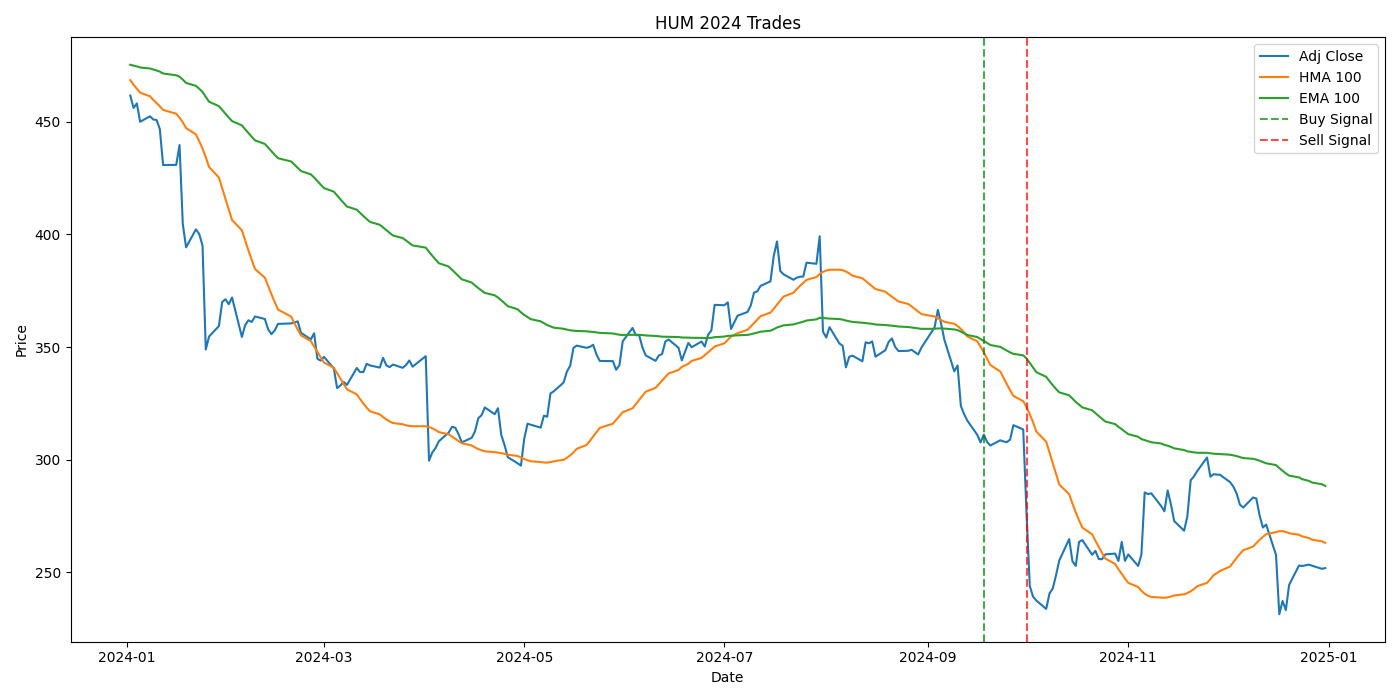 HUM 2024 Trades
Adj Close
HMA 100
EMA 100
Buy Signal
Sell Signal
Price
450
400
350
300
250
2024-01
2024-03
2024-05
2024-07
2024-09
2024-11
2025-01
Date